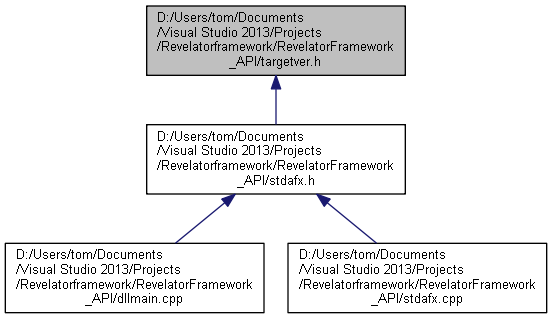 D:/Users/tom/Documents
/Visual Studio 2013/Projects
/Revelatorframework/RevelatorFramework
_API/targetver.h
D:/Users/tom/Documents
/Visual Studio 2013/Projects
/Revelatorframework/RevelatorFramework
_API/stdafx.h
D:/Users/tom/Documents
/Visual Studio 2013/Projects
/Revelatorframework/RevelatorFramework
_API/dllmain.cpp
D:/Users/tom/Documents
/Visual Studio 2013/Projects
/Revelatorframework/RevelatorFramework
_API/stdafx.cpp